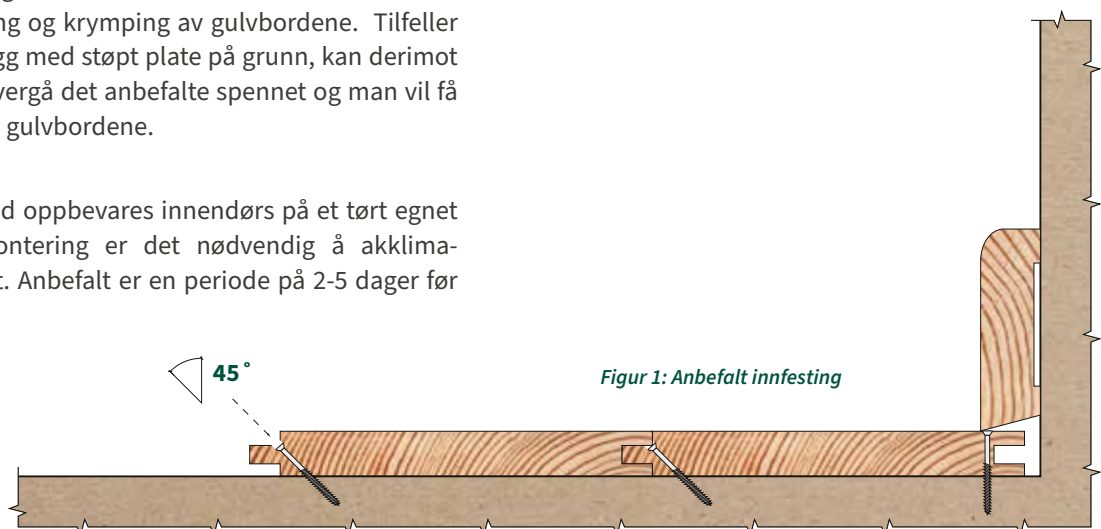 ng og krymping av gulvbordene. Tilfeller
gg med støpt plate på grunn, kan derimot
vergå det anbefalte spennet og man vil få
gulvbordene.
d oppbevares innendørs på et tørt egnet
ontering er det nødvendig å akklima-
t. Anbefalt er en periode på 2-5 dager før
45°
Figur 1: Anbefalt innfesting